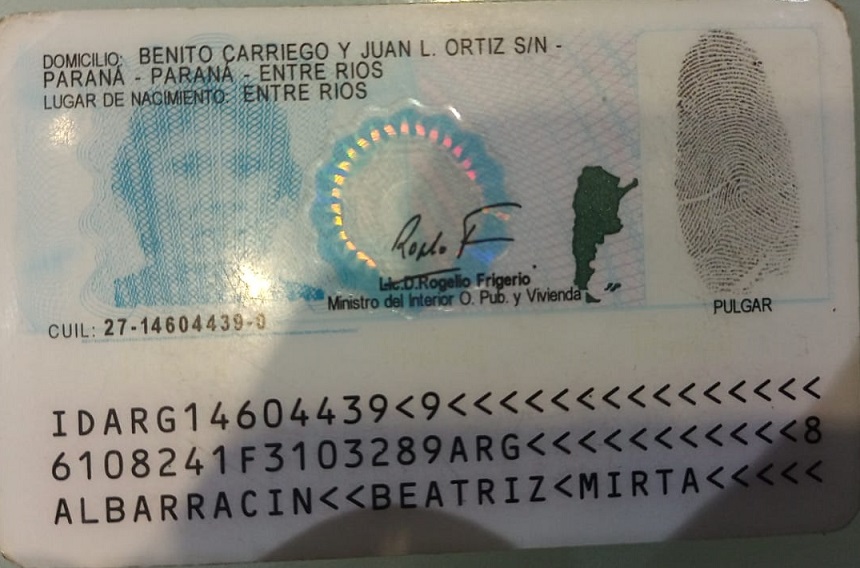 DOMICILIO: BENITO CARRIEGO Y JUAN L. ORTIZ S/N -
PARANÁ - PARANÁ - ENTRE RIOS
LUGAR DE NACIMIENTO: ENTRE RIOS
Lic.D.Rogelio Frigerio
Ministro del Interior O. Pub. y Vivienda
PULGAR
CUIL: 27-14604439-0
IDARG14604439<9<<<<<<<<<<<<<<<
6108241F3103289ARG<<<<<<<<<<<8
ALBARRACIN<<BEATRIZ<MIRTA<<<<<